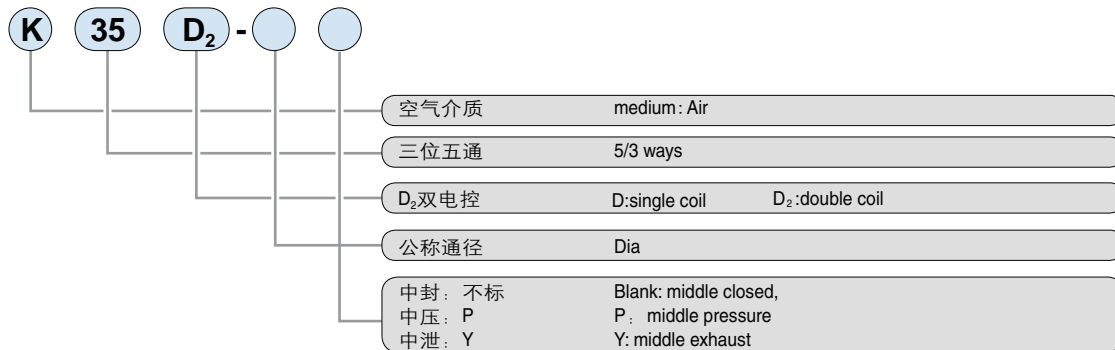 K 35 D₂ -
空气介质 medium: Air
三位五通 5/3 ways
D₂双电控 D:single coil D₂:double coil
公称通径 Dia
中封：不标 Blank: middle closed,
中压：P P：middle pressure
中泄：Y Y: middle exhaust